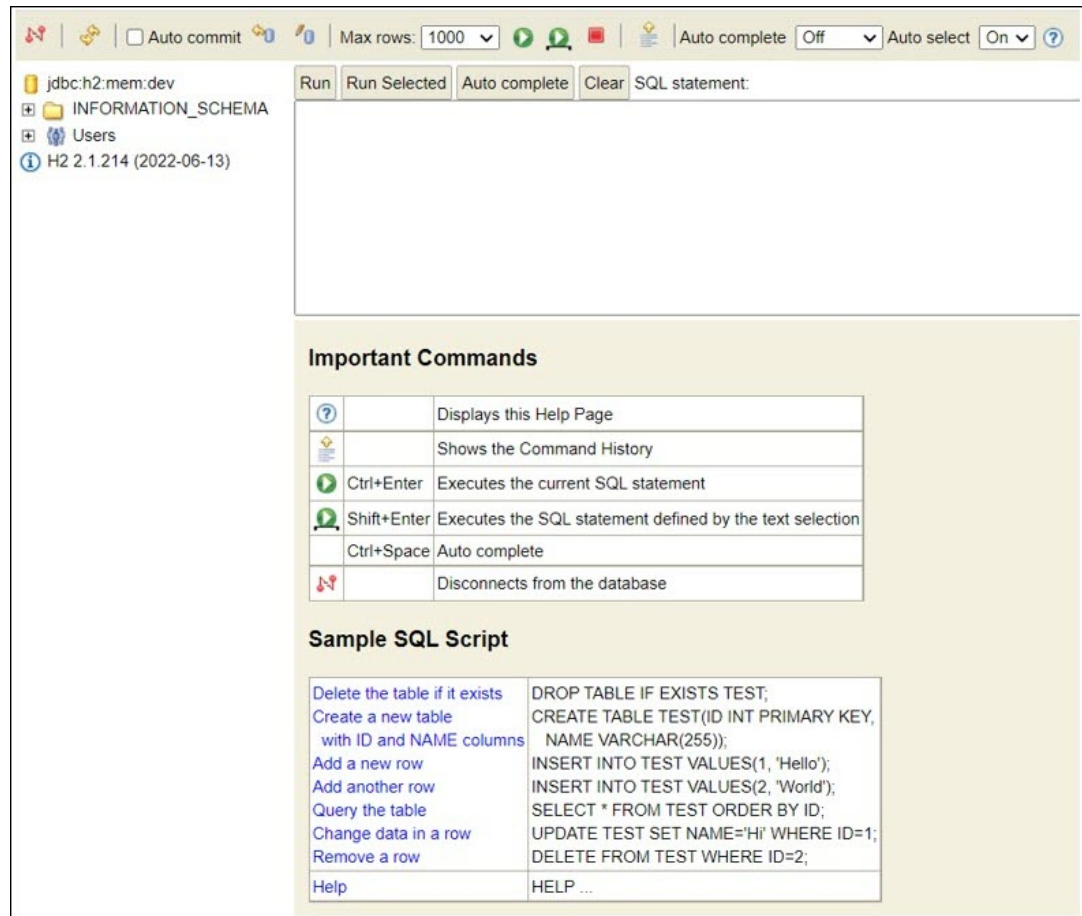 Auto commit Max rows: 1000 Auto complete Off Auto select On
jdbc:h2:mem:dev
INFORMATION_SCHEMA
Users
H2 2.1.214 (2022-06-13)
Run Run Selected Auto complete Clear SQL statement:
Important Commands
Displays this Help Page
Shows the Command History
Ctrl+Enter Executes the current SQL statement
Shift+Enter Executes the SQL statement defined by the text selection
Ctrl+Space Auto complete
Disconnects from the database
Sample SQL Script
Delete the table if it exists DROP TABLE IF EXISTS TEST;
Create a new table CREATE TABLE TEST(ID INT PRIMARY KEY,
with ID and NAME columns NAME VARCHAR(255));
Add a new row INSERT INTO TEST VALUES(1, 'Hello');
Add another row INSERT INTO TEST VALUES(2, 'World');
Query the table SELECT * FROM TEST ORDER BY ID;
Change data in a row UPDATE TEST SET NAME='Hi' WHERE ID=1;
Remove a row DELETE FROM TEST WHERE ID=2;
Help HELP ...